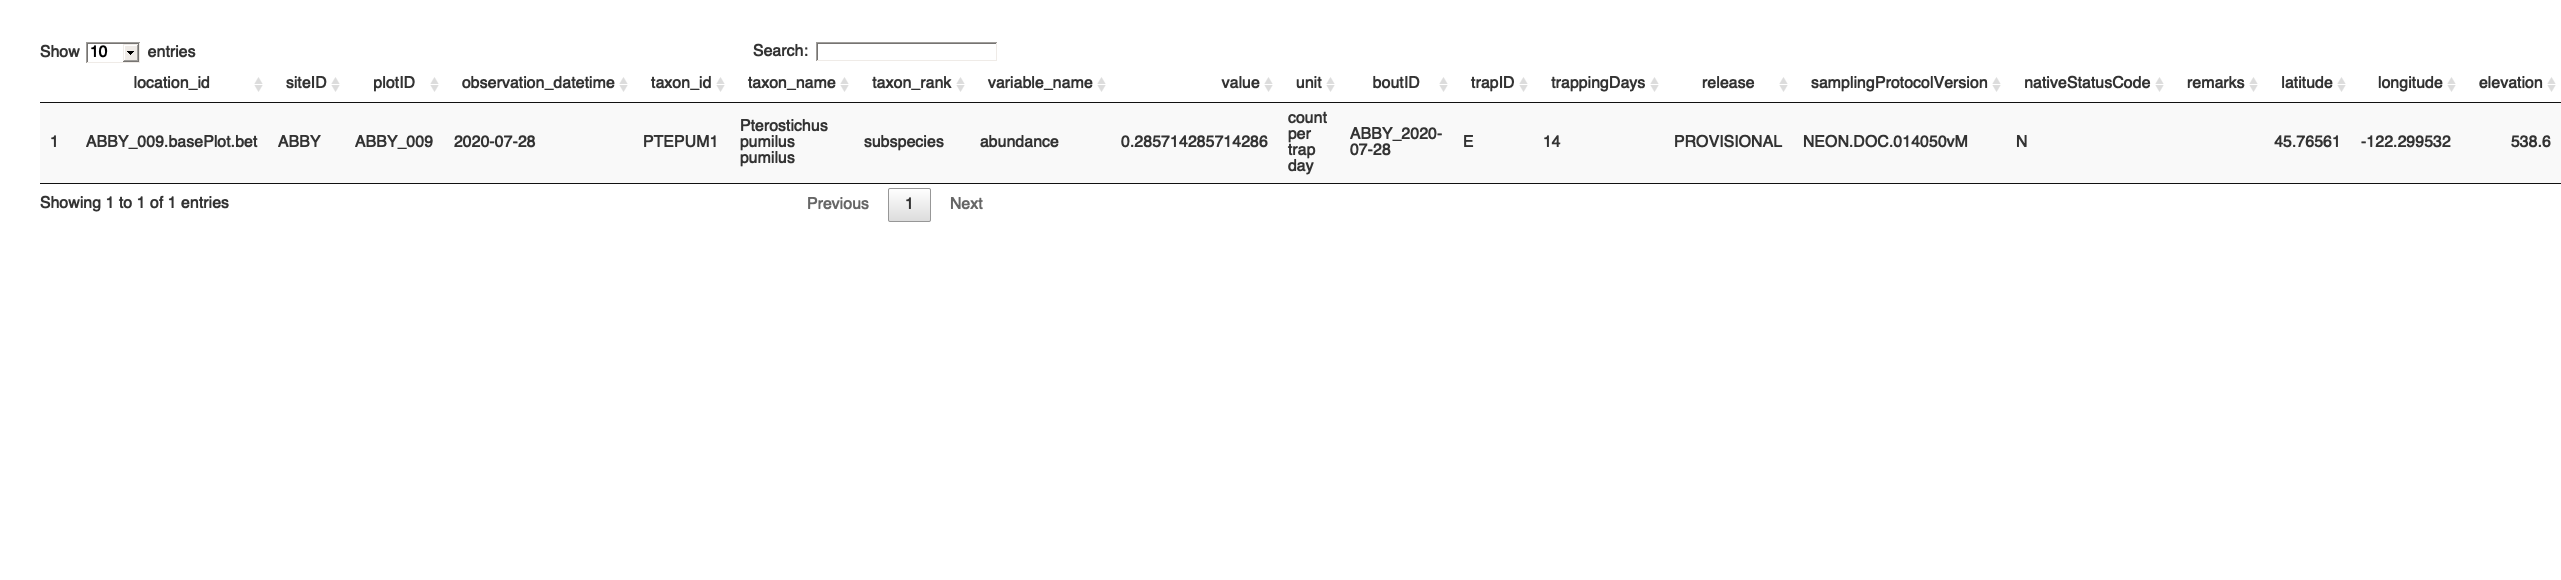 Show 10 entries Search:
location_id siteID plotID observation_datetime taxon_id taxon_name taxon_rank variable_name value unit boutID trapID trappingDays release samplingProtocolVersion nativeStatusCode remarks latitude longitude elevation
1 ABBY_009.basePlot.bet ABBY ABBY_009 2020-07-28 PTEPUM1 Pterostichus pumilus pumilus subspecies abundance 0.285714285714286 count per trap day ABBY_2020-07-28 E 14 PROVISIONAL NEON.DOC.014050vM N 45.76561 -122.299532 538.6
Showing 1 to 1 of 1 entries Previous 1 Next